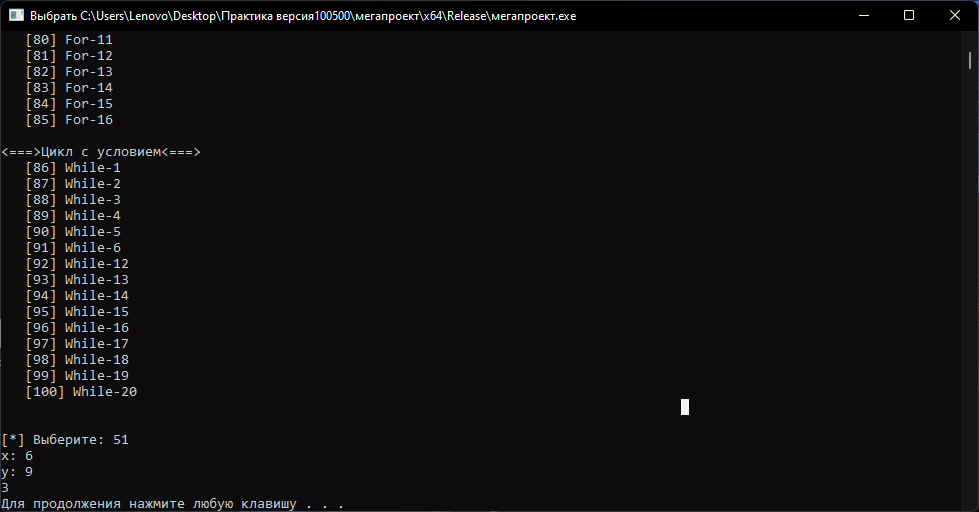 Выбрать C:\Users\Lenovo\Desktop\Практика версия100500\мегапроект\x64\Release\мегапроект.exe
[80] For-11
[81] For-12
[82] For-13
[83] For-14
[84] For-15
[85] For-16
<===>Цикл с условием<===>
[86] While-1
[87] While-2
[88] While-3
[89] While-4
[90] While-5
[91] While-6
[92] While-12
[93] While-13
[94] While-14
[95] While-15
[96] While-16
[97] While-17
[98] While-18
[99] While-19
[100] While-20
[*] Выберите: 51
x: 6
y: 9
3
Для продолжения нажмите любую клавишу . . .